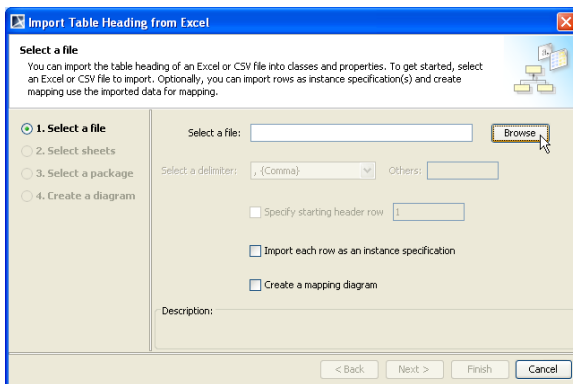 Import Table Heading from Excel
Select a file
You can import the table heading of an Excel or CSV file into classes and properties. To get started, select
an Excel or CSV file to import. Optionally, you can import rows as instance specification(s) and create
mapping use the imported data for mapping.
1. Select a file
2. Select sheets
3. Select a package
4. Create a diagram
Select a file:
Browse
Select a delimiter:
, {Comma}
Others:
Specify starting header row
1
Import each row as an instance specification
Create a mapping diagram
Description:
< Back
Next >
Finish
Cancel